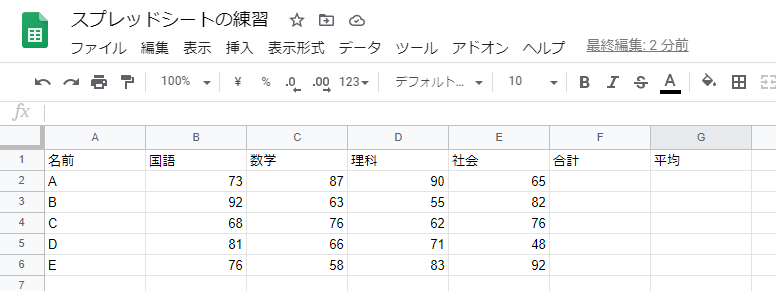 スプレッドシートの練習
ファイル 編集 表示 挿入 表示形式 データ ツール アドオン ヘルプ 最終編集: 2 分前
100% ¥ % .0 .00 123 デフォルト... 10 B I S A
fx
A B C D E F G
1 名前 国語 数学 理科 社会 合計 平均
2 A 73 87 90 65
3 B 92 63 55 82
4 C 68 76 62 76
5 D 81 66 71 48
6 E 76 58 83 92
7